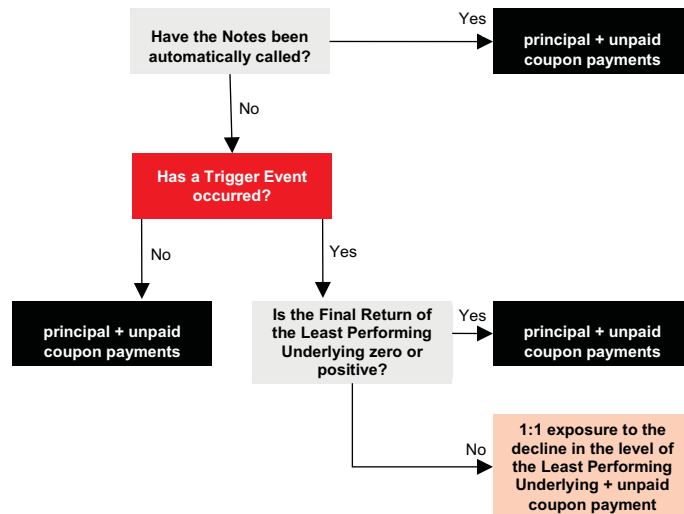 Have the Notes been
automatically called?
Yes
principal + unpaid
coupon payments
No
Has a Trigger Event
occurred?
No
Yes
principal + unpaid
coupon payments
Is the Final Return of
the Least Performing
Underlying zero or
positive?
Yes
principal + unpaid
coupon payments
No
1:1 exposure to the
decline in the level of
the Least Performing
Underlying + unpaid
coupon payment